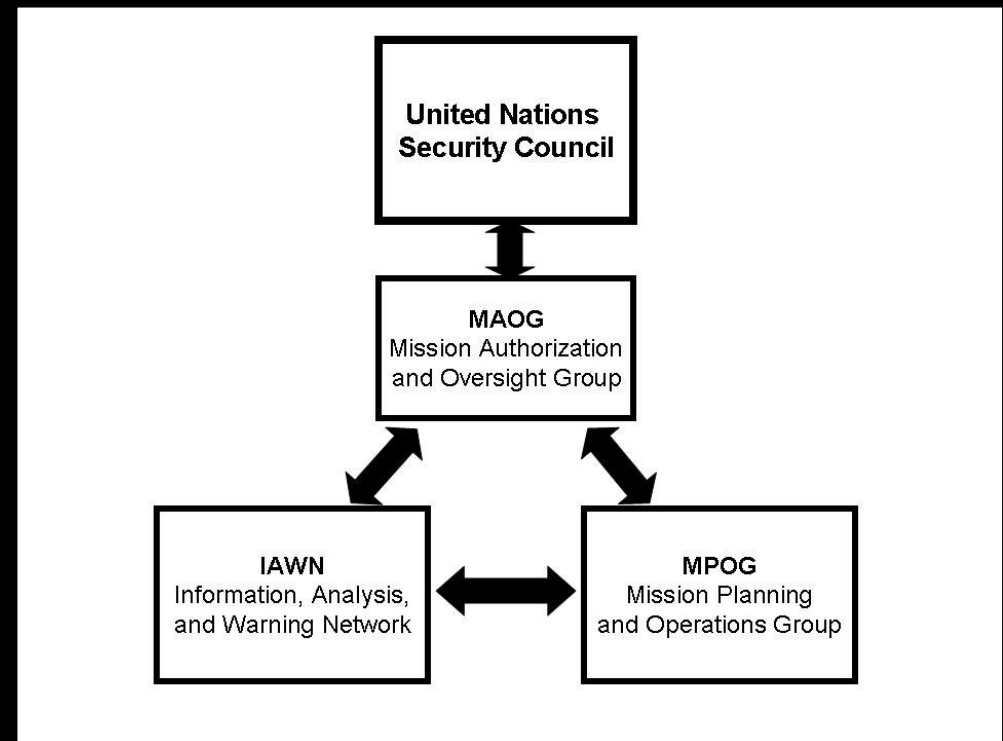 United Nations
Security Council
MAOG
Mission Authorization
and Oversight Group
IAWN
Information, Analysis,
and Warning Network
MPOG
Mission Planning
and Operations Group